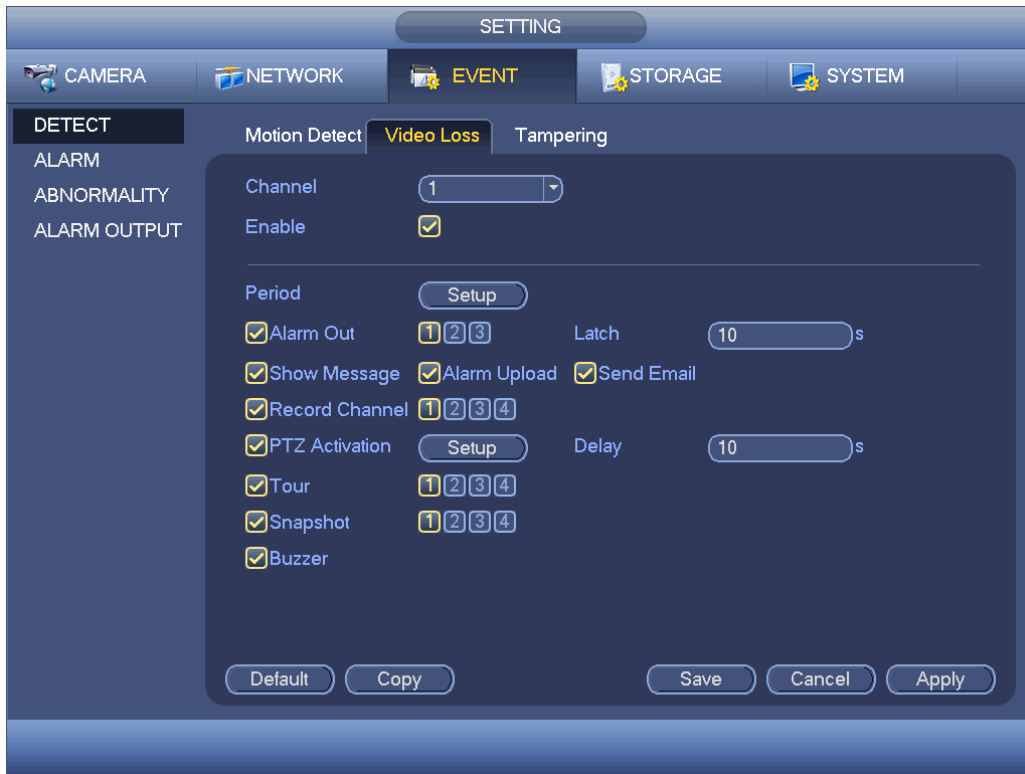 SETTING
CAMERA NETWORK EVENT STORAGE SYSTEM
DETECT
ALARM
ABNORMALITY
ALARM OUTPUT
Motion Detect Video Loss Tampering
Channel 1
Enable
Period Setup
Alarm Out 1 2 3 Latch 10 s
Show Message Alarm Upload Send Email
Record Channel 1 2 3 4
PTZ Activation Setup Delay 10 s
Tour 1 2 3 4
Snapshot 1 2 3 4
Buzzer
Default Copy Save Cancel Apply